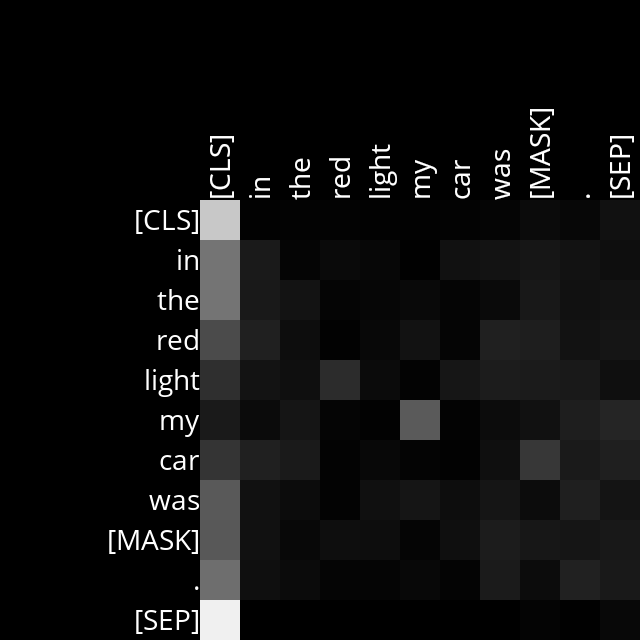 [CLS] in the red light my car was [MASK] . [SEP]
[CLS]
in
the
red
light
my
car
was
[MASK]
.
[SEP]